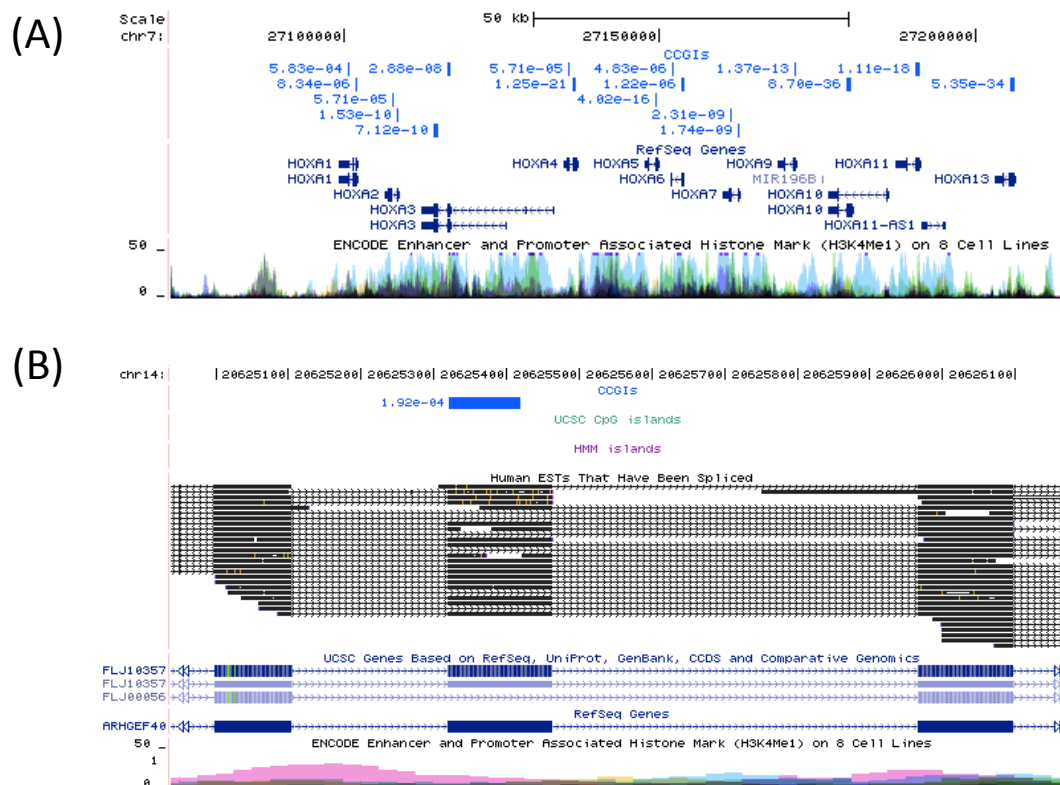 (A)
Scale 50 kb
chr7: 27100000 27150000 27200000
CCGIs
5.83e-04 2.88e-08 5.71e-05 4.83e-06 1.37e-13 1.11e-18
8.34e-06 1.25e-21 1.22e-06 8.70e-36 5.35e-34
5.71e-05 4.02e-16
1.53e-10 2.31e-09
7.12e-10 1.74e-09
RefSeq Genes
HOXA1 HOXA4 HOXA5 HOXA9 HOXA11
HOXA1 HOXA6 MIR196B HOXA13
HOXA2 HOXA7 HOXA10
HOXA3 HOXA10
HOXA3 HOXA11-AS1
ENCODE Enhancer and Promoter Associated Histone Mark (H3K4Me1) on 8 Cell Lines
50
0
(B)
chr14: 20625100 20625200 20625300 20625400 20625500 20625600 20625700 20625800 20625900 20626000 20626100
CCGIs
1.92e-04
UCSC CpG islands
HMM islands
Human ESTs That Have Been Spliced
UCSC Genes Based on RefSeq, UniProt, GenBank, CCDS and Comparative Genomics
FLJ10357
FLJ10357
FLJ00056
RefSeq Genes
ARHGEF40
ENCODE Enhancer and Promoter Associated Histone Mark (H3K4Me1) on 8 Cell Lines
50
1
0